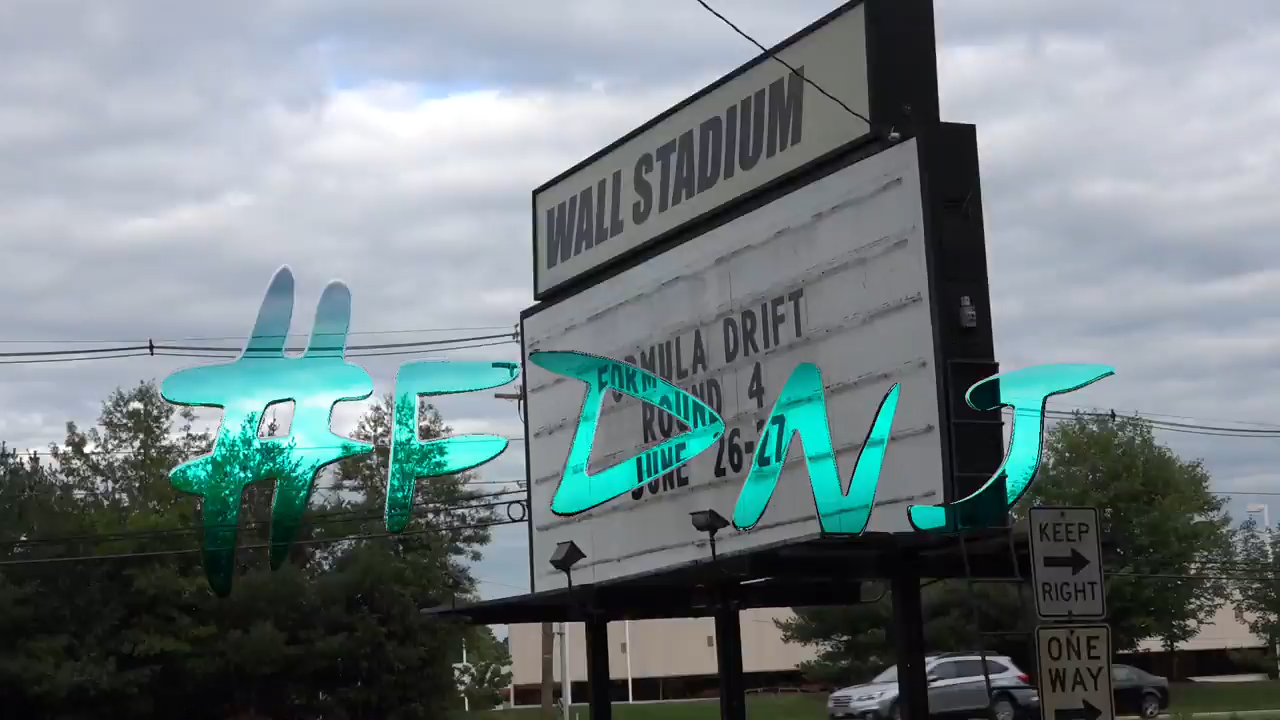 WALL STADIUM
FORMULA DRIFT
ROUND 4
JUNE 26-27
#FDNJ
KEEP
RIGHT
ONE
WAY